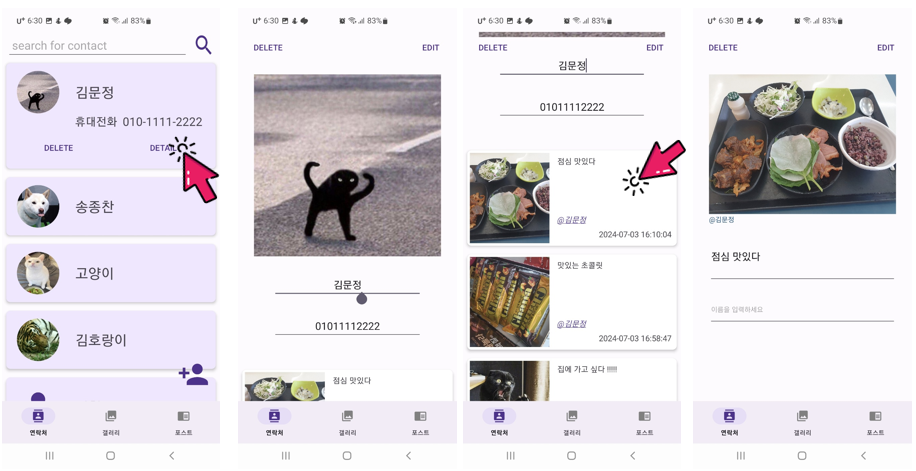 U+ 6:30 83%
search for contact
김문정
휴대전화 010-1111-2222
DELETE
송종찬
고양이
김호랑이
연락처 갤러리 포스트
U+ 6:30 83%
DELETE EDIT
김문정
01011112222
점심 맛있다
연락처 갤러리 포스트
U+ 6:30 83%
DELETE EDIT
김문정
01011112222
점심 맛있다
@김문정
2024-07-03 16:10:04
맛있는 초콜릿
@김문정
2024-07-03 16:58:47
집에 가고 싶다 !!!!!
연락처 갤러리 포스트
U+ 6:30 83%
DELETE EDIT
@김문정
점심 맛있다
이름을 입력하세요
연락처 갤러리 포스트